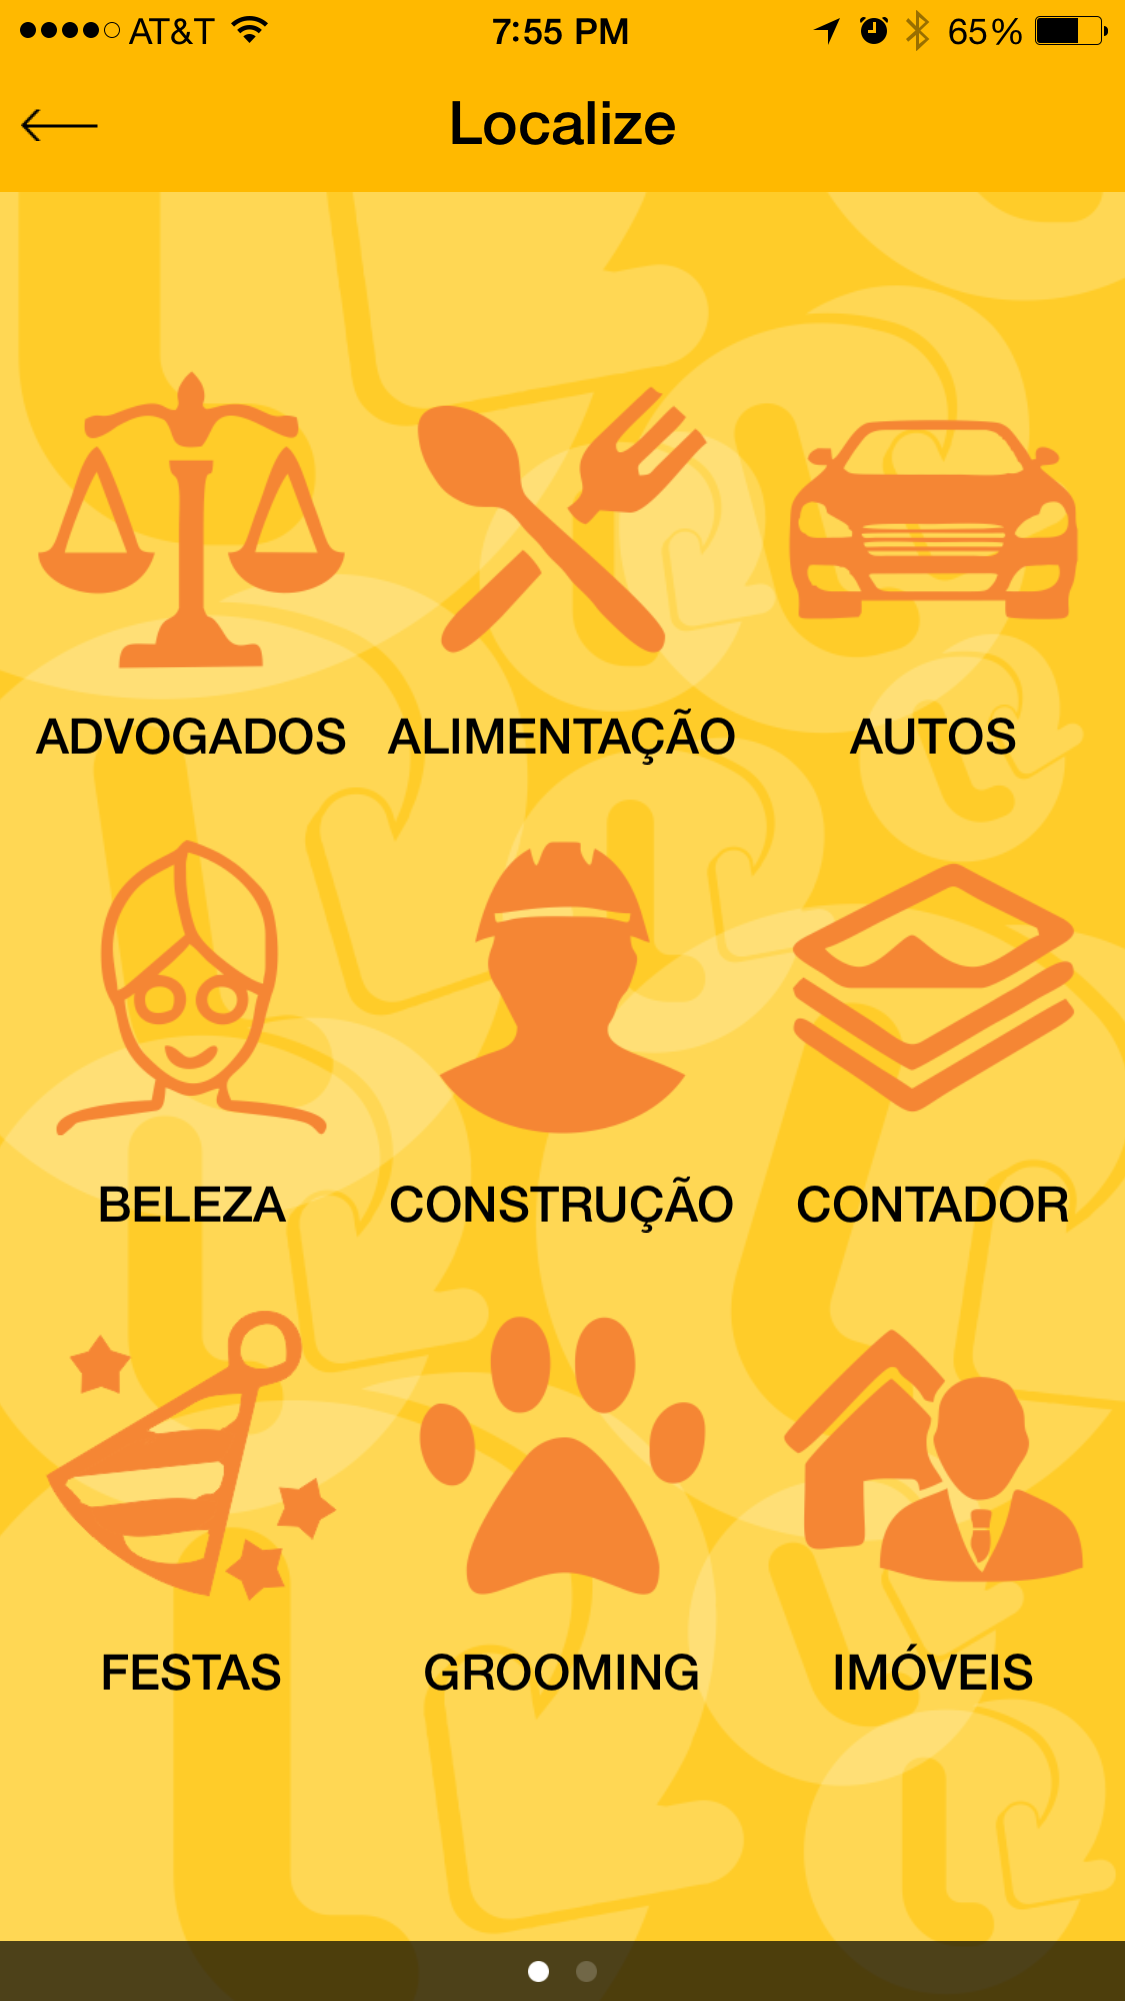 AT&T 7:55 PM 65%
Localize
ADVOGADOS ALIMENTAÇÃO AUTOS
BELEZA CONSTRUÇÃO CONTADOR
FESTAS GROOMING IMÓVEIS